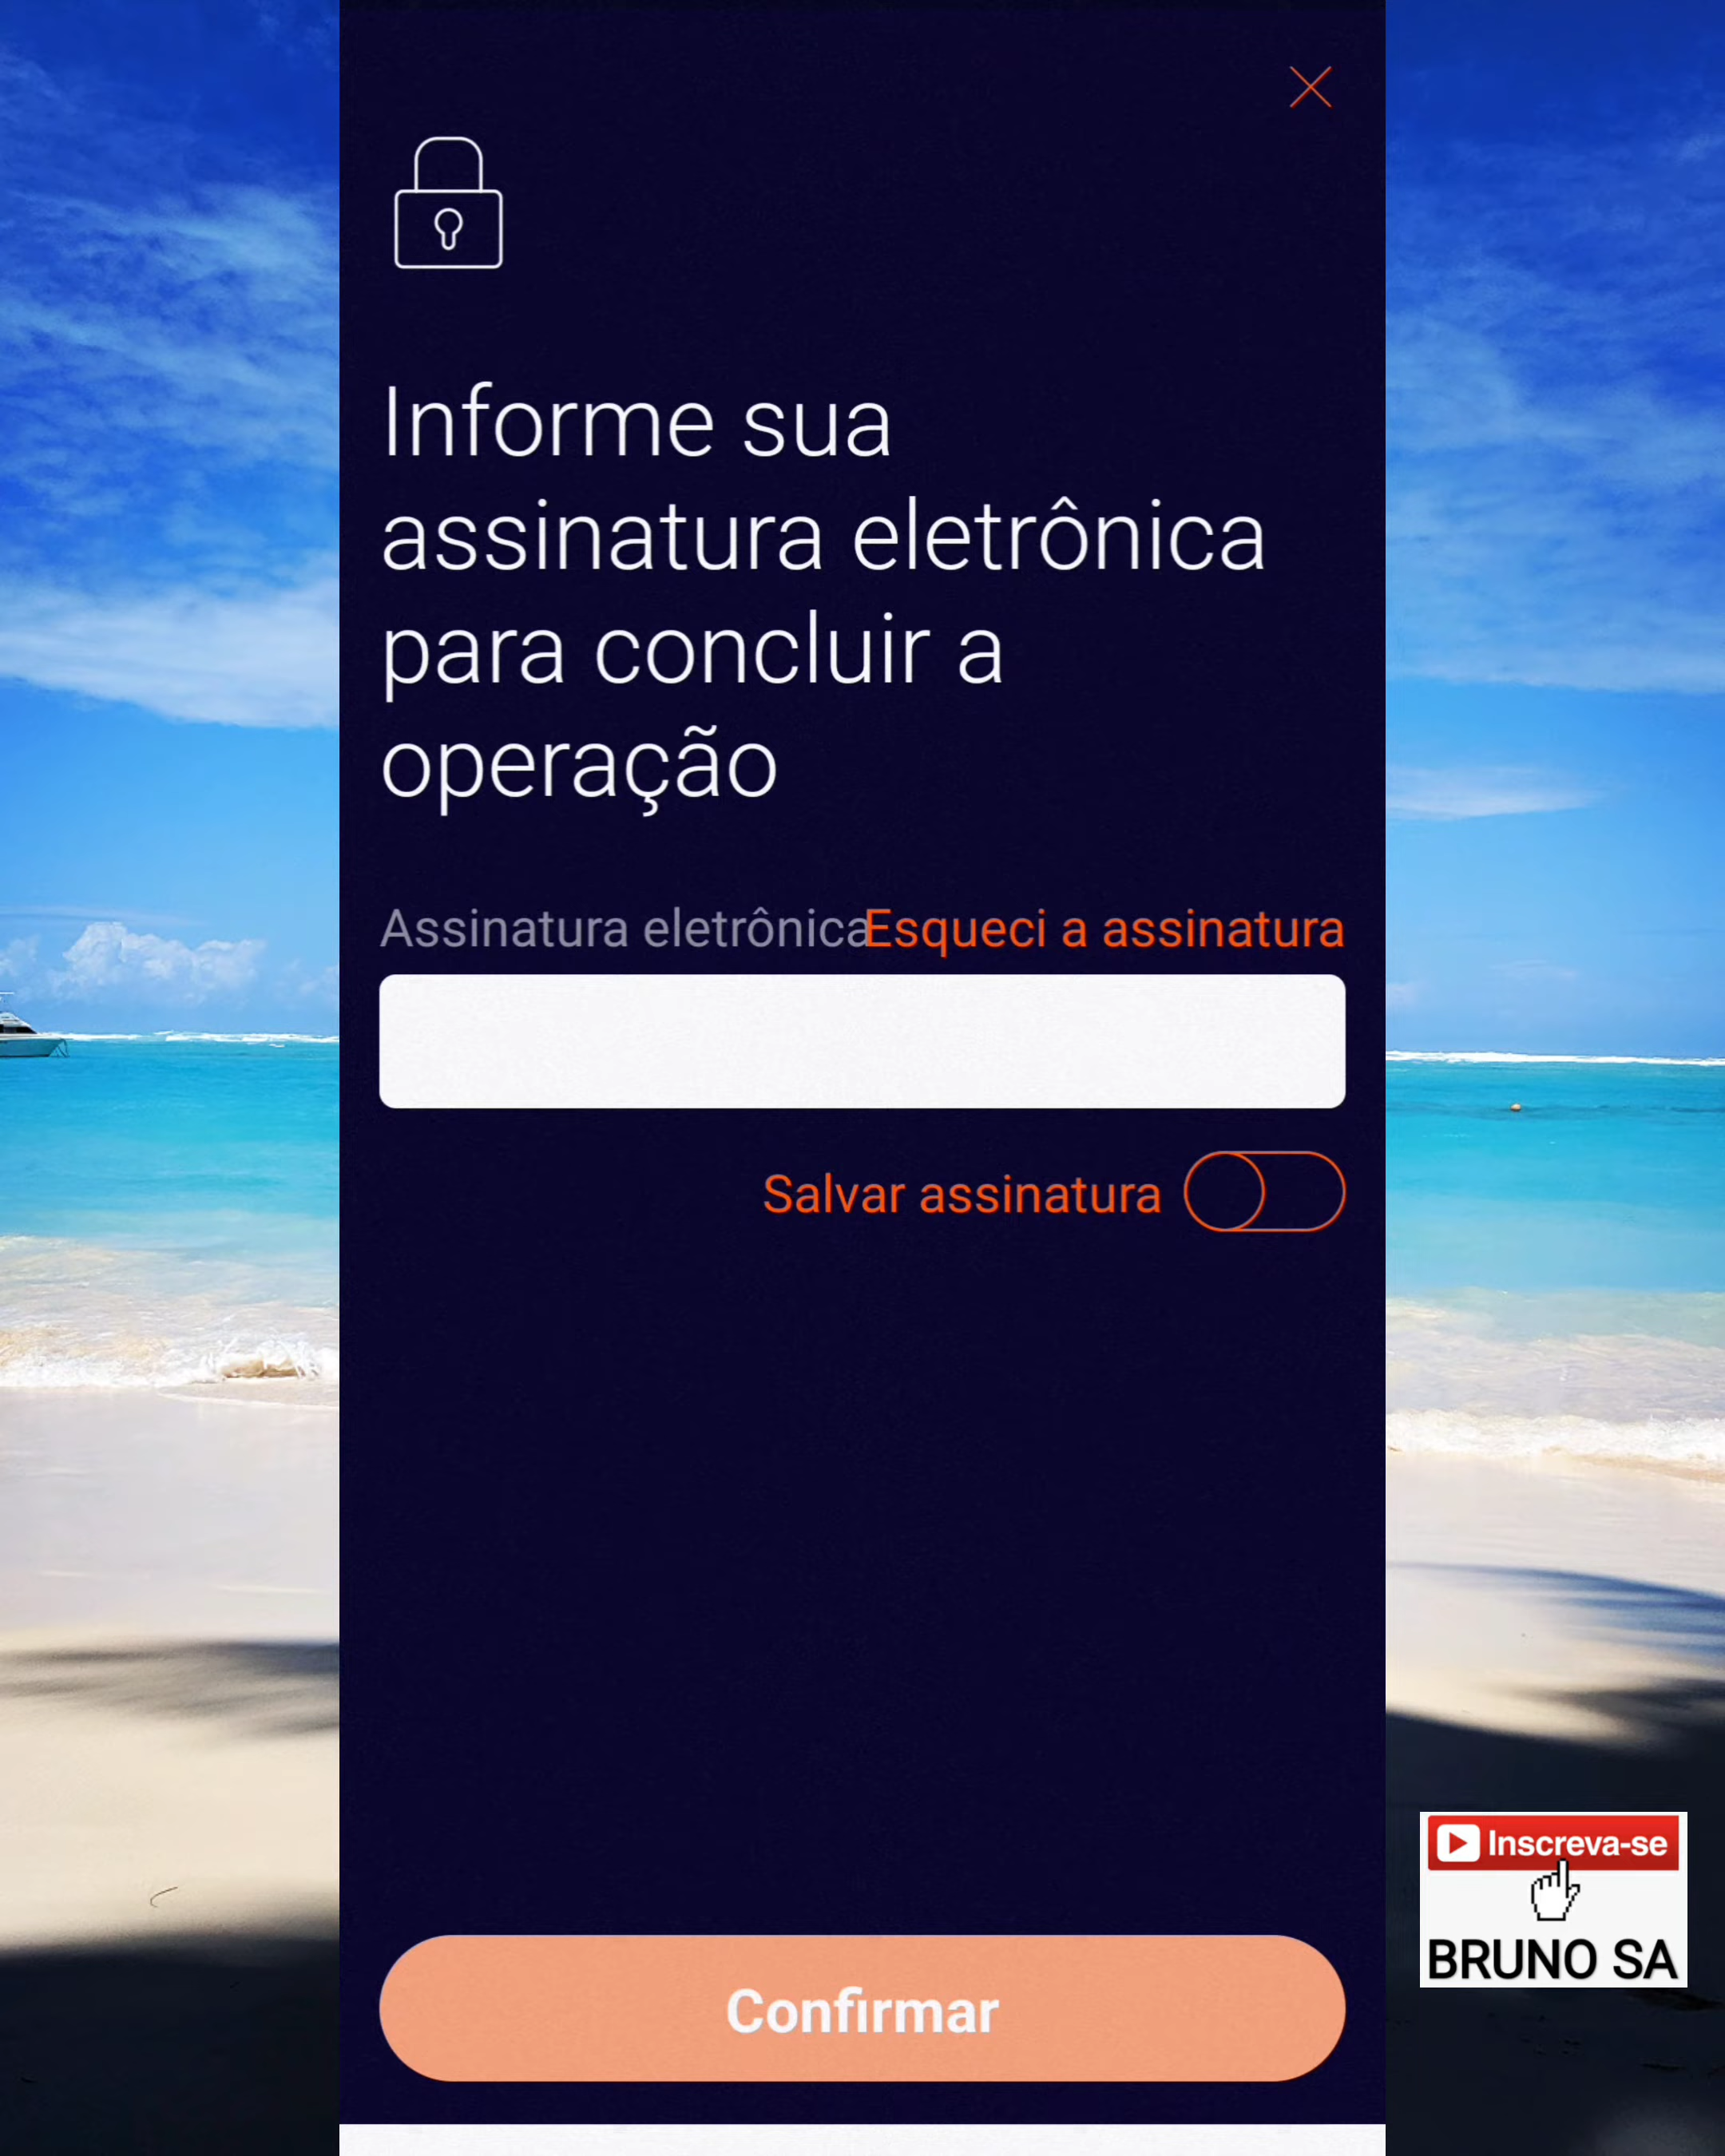 Informe sua
assinatura eletrônica
para concluir a
operação
Assinatura eletrônica
Esqueci a assinatura
Salvar assinatura
Confirmar
Inscreva-se
BRUNO SA